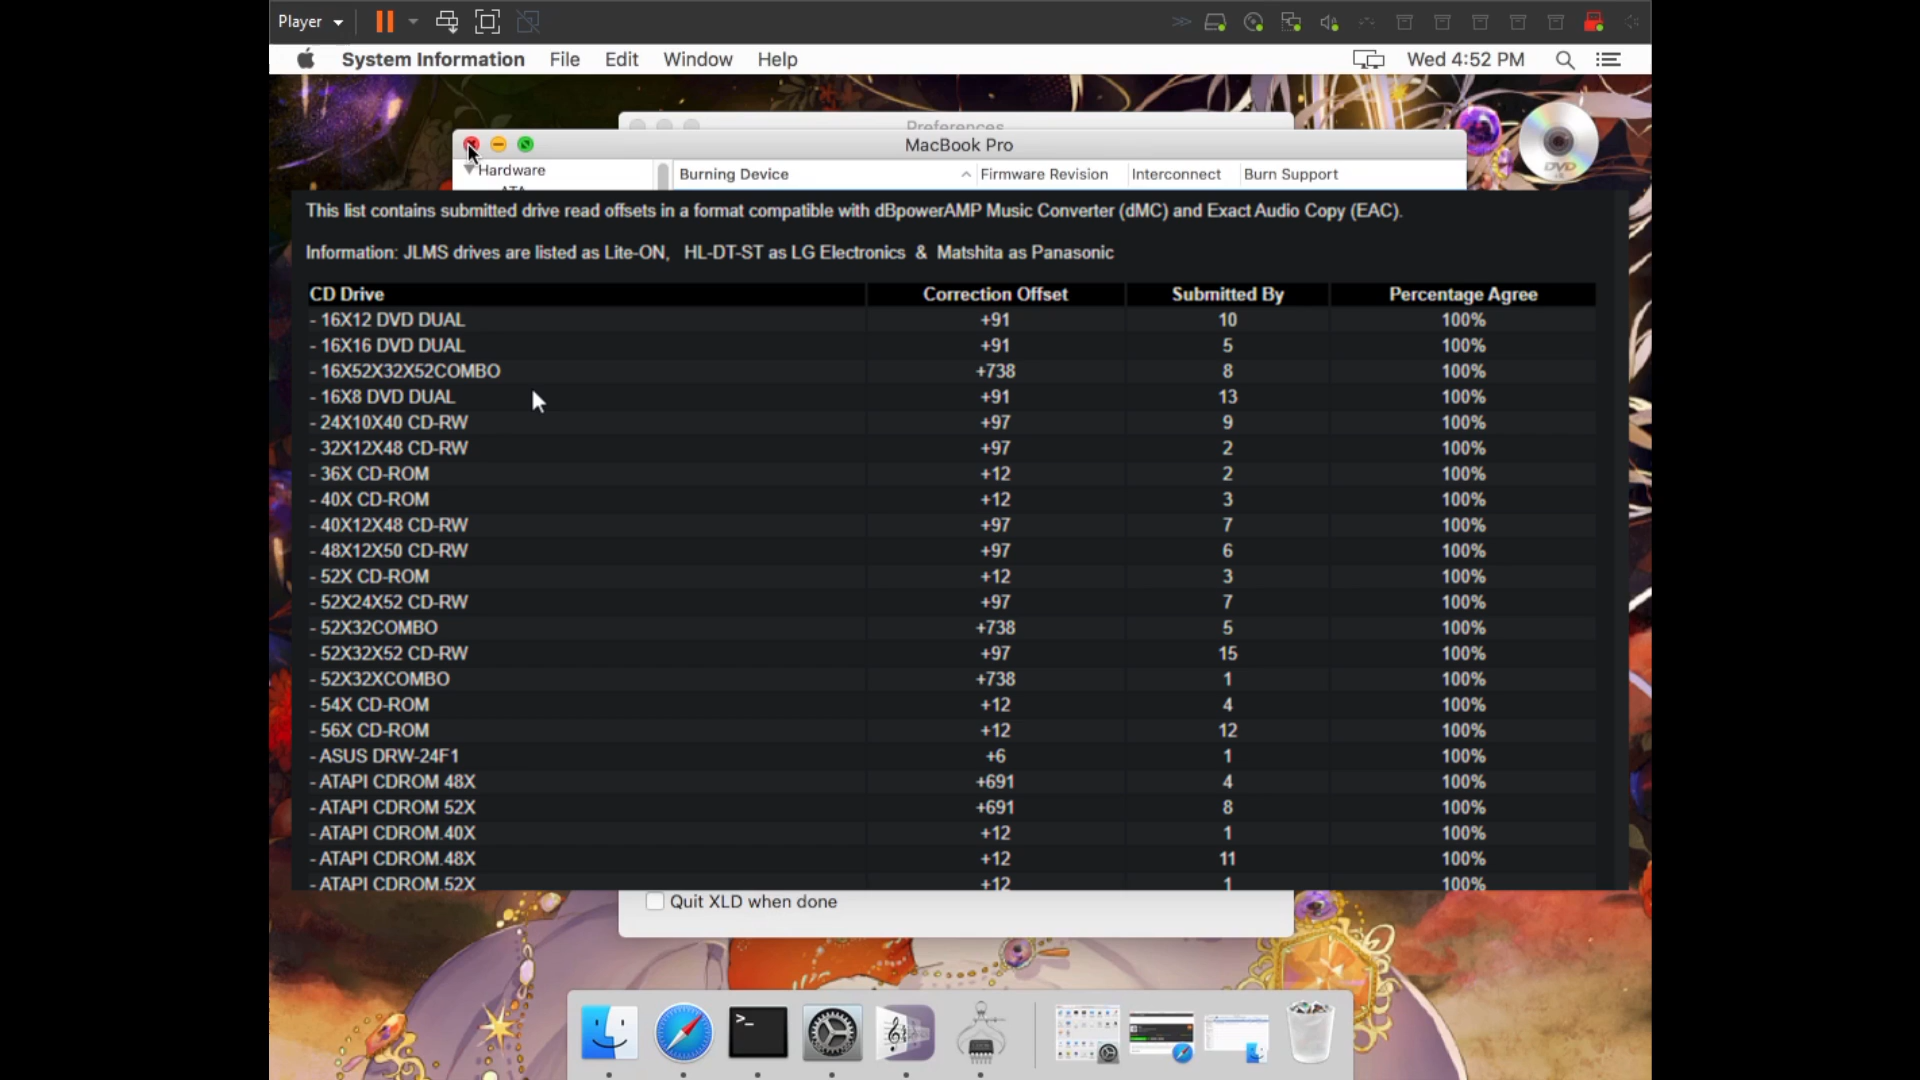 Player
System Information File Edit Window Help Wed 4:52 PM
Preferences
MacBook Pro
Hardware
ATA
Burning Device Firmware Revision Interconnect Burn Support
DVD
This list contains submitted drive read offsets in a format compatible with dBpowerAMP Music Converter (dMC) and Exact Audio Copy (EAC).
Information: JLMS drives are listed as Lite-ON, HL-DT-ST as LG Electronics & Matshita as Panasonic
CD Drive Correction Offset Submitted By Percentage Agree
- 16X12 DVD DUAL +91 10 100%
- 16X16 DVD DUAL +91 5 100%
- 16X52X32X52COMBO +738 8 100%
- 16X8 DVD DUAL +91 13 100%
- 24X10X40 CD-RW +97 9 100%
- 32X12X48 CD-RW +97 2 100%
- 36X CD-ROM +12 2 100%
- 40X CD-ROM +12 3 100%
- 40X12X48 CD-RW +97 7 100%
- 48X12X50 CD-RW +97 6 100%
- 52X CD-ROM +12 3 100%
- 52X24X52 CD-RW +97 7 100%
- 52X32COMBO +738 5 100%
- 52X32X52 CD-RW +97 15 100%
- 52X32XCOMBO +738 1 100%
- 54X CD-ROM +12 4 100%
- 56X CD-ROM +12 12 100%
- ASUS DRW-24F1 +6 1 100%
- ATAPI CDROM 48X +691 4 100%
- ATAPI CDROM 52X +691 8 100%
- ATAPI CDROM.40X +12 1 100%
- ATAPI CDROM.48X +12 11 100%
- ATAPI CDROM.52X +12 1 100%
Quit XLD when done